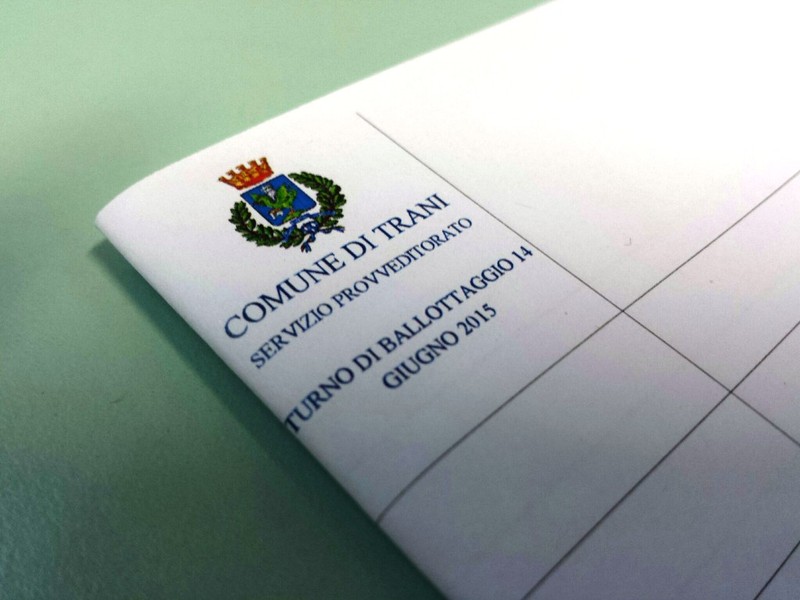 COMUNE DI TRANI
SERVIZIO PROVVEDITORATO
TURNO DI BALLOTTAGGIO 14
GIUGNO 2015